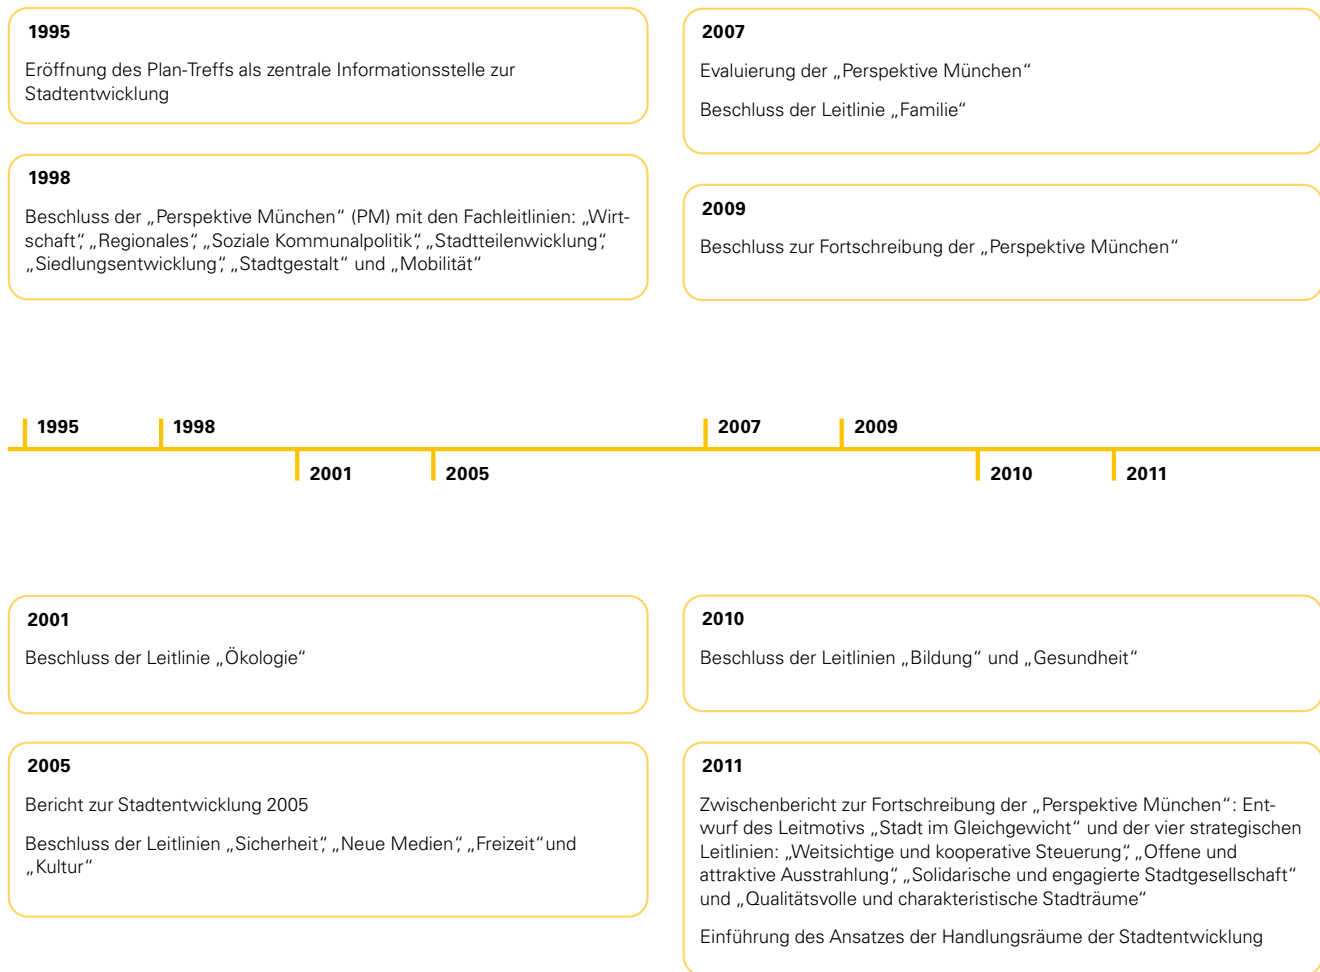 1995
Eröffnung des Plan-Treffs als zentrale Informationsstelle zur
Stadtentwicklung
1998
Beschluss der „Perspektive München“ (PM) mit den Fachleitlinien: „Wirt-
schaft“, „Regionales“, „Soziale Kommunalpolitik“, „Stadtteilenwicklung“,
„Siedlungsentwicklung“, „Stadtgestalt“ und „Mobilität“
2007
Evaluierung der „Perspektive München“
Beschluss der Leitlinie „Familie“
2009
Beschluss zur Fortschreibung der „Perspektive München“
1995 1998 2007 2009
2001 2005 2010 2011
2001
Beschluss der Leitlinie „Ökologie“
2005
Bericht zur Stadtentwicklung 2005
Beschluss der Leitlinien „Sicherheit“, „Neue Medien“, „Freizeit“und
„Kultur“
2010
Beschluss der Leitlinien „Bildung“ und „Gesundheit“
2011
Zwischenbericht zur Fortschreibung der „Perspektive München“: Ent-
wurf des Leitmotivs „Stadt im Gleichgewicht“ und der vier strategischen
Leitlinien: „Weitsichtige und kooperative Steuerung“, „Offene und
attraktive Ausstrahlung“, „Solidarische und engagierte Stadtgesellschaft“
und „Qualitätsvolle und charakteristische Stadträume“
Einführung des Ansatzes der Handlungsräume der Stadtentwicklung